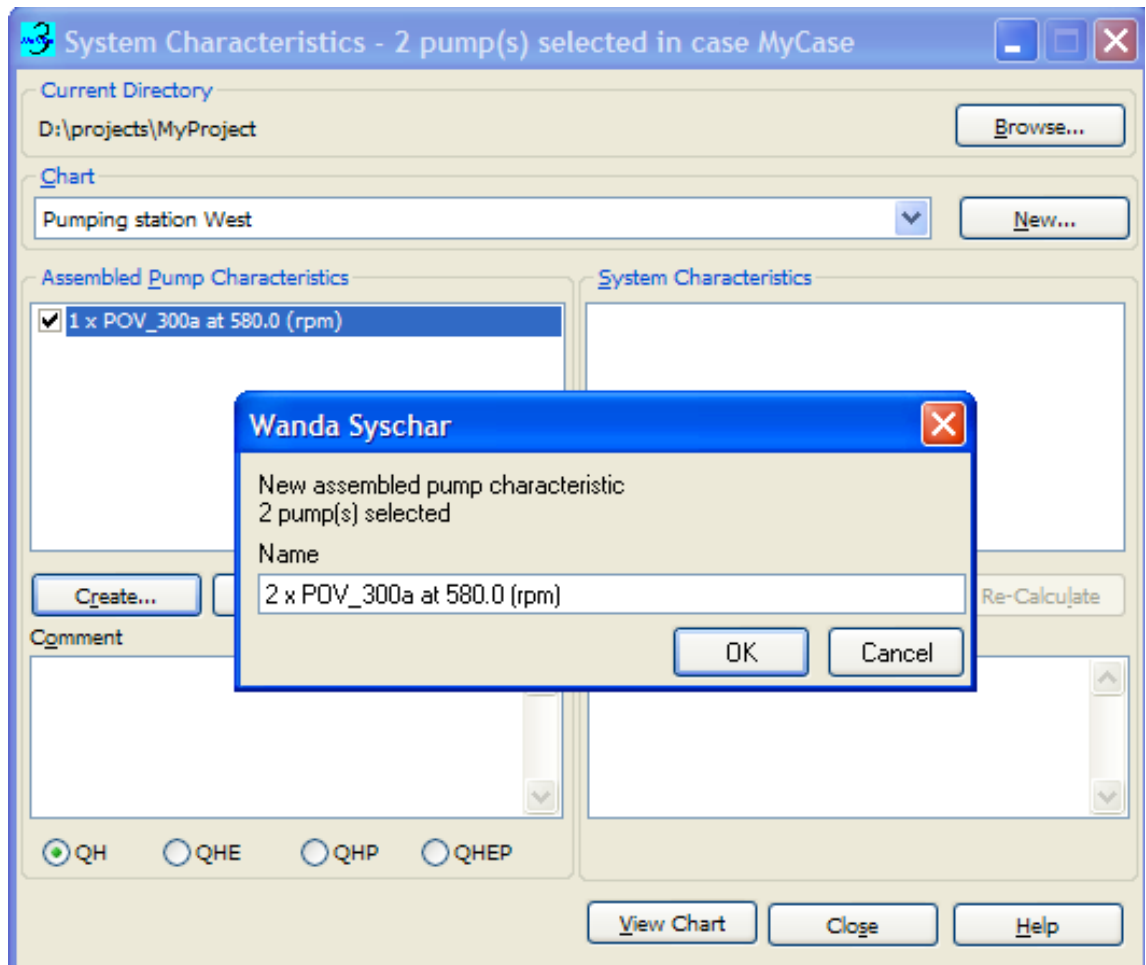 System Characteristics - 2 pump(s) selected in case MyCase
Current Directory
D:\projects\MyProject
Browse...
Chart
Pumping station West
New...
Assembled Pump Characteristics
System Characteristics
1 x POV_300a at 580.0 (rpm)
Wanda Syschar
New assembled pump characteristic
2 pump(s) selected
Name
2 x POV_300a at 580.0 (rpm)
OK
Cancel
Create...
Re-Calculate
Comment
QH
QHE
QHP
QHEP
View Chart
Close
Help